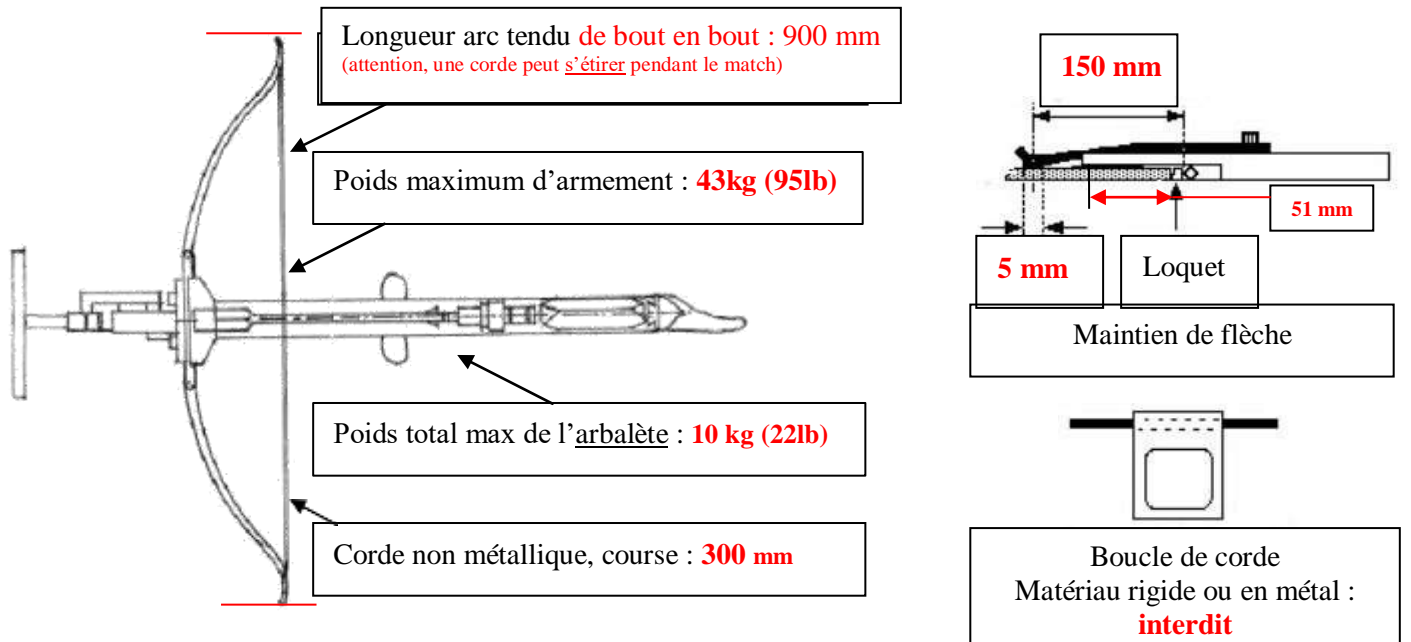 Longueur arc tendu de bout en bout : 900 mm
(attention, une corde peut s’étirer pendant le match)
Poids maximum d’armement : 43kg (95lb)
Poids total max de l’arbalète : 10 kg (22lb)
Corde non métallique, course : 300 mm
150 mm
51 mm
5 mm
Loquet
Maintien de flèche
Boucle de corde
Matériau rigide ou en métal :
interdit